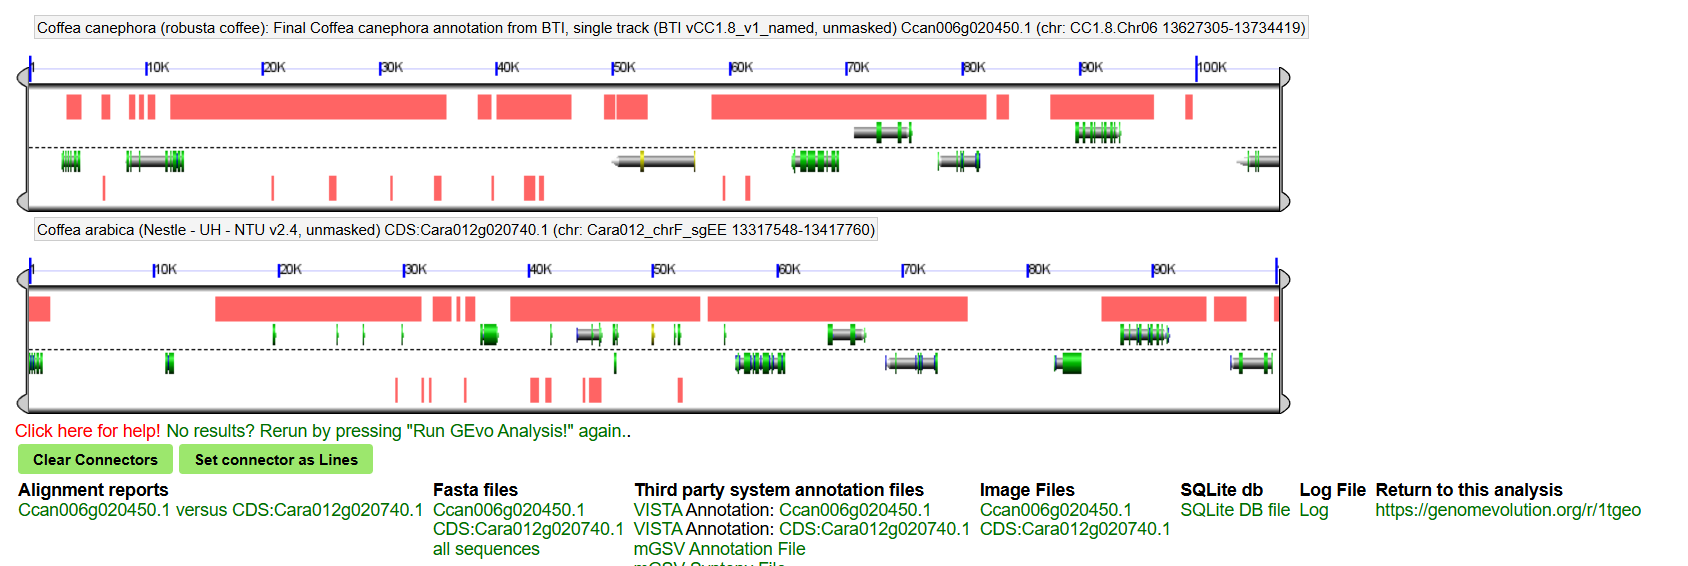 Coffea canephora (robusta coffee): Final Coffea canephora annotation from BTI, single track (BTI vCC1.8_v1_named, unmasked) Ccan006g020450.1 (chr: CC1.8.Chr06 13627305-13734419)
1 10K 20K 30K 40K 50K 60K 70K 80K 90K 100K
Coffea arabica (Nestle - UH - NTU v2.4, unmasked) CDS:Cara012g020740.1 (chr: Cara012_chrF_sgEE 13317548-13417760)
1 10K 20K 30K 40K 50K 60K 70K 80K 90K
Click here for help! No results? Rerun by pressing "Run GEvo Analysis!" again..
Clear Connectors Set connector as Lines
Alignment reports Fasta files Third party system annotation files Image Files SQLite db Log File Return to this analysis
Ccan006g020450.1 versus CDS:Cara012g020740.1 Ccan006g020450.1 VISTA Annotation: Ccan006g020450.1 Ccan006g020450.1 SQLite DB file Log https://genomevolution.org/r/1tgeo
CDS:Cara012g020740.1 VISTA Annotation: CDS:Cara012g020740.1 CDS:Cara012g020740.1
all sequences mGSV Annotation File
mGSV Synteny File